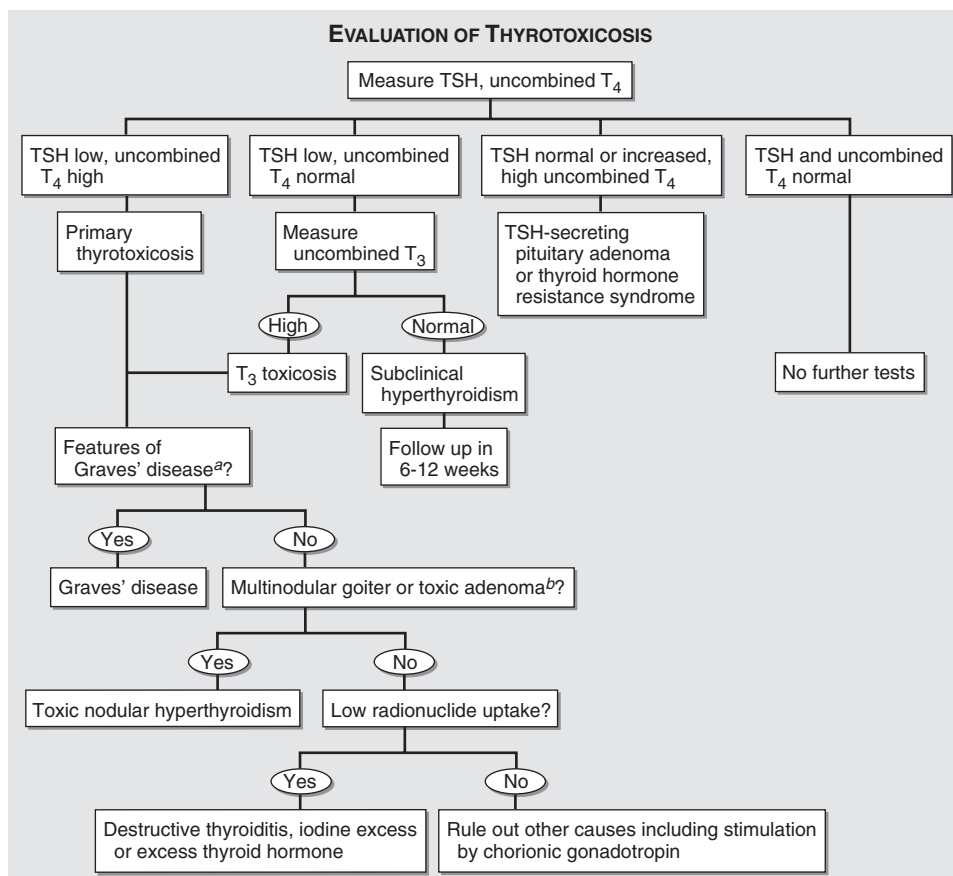 EVALUATION OF THYROTOXICOSIS
Measure TSH, uncombined T4
TSH low, uncombined
T4 high
TSH low, uncombined
T4 normal
TSH normal or increased,
high uncombined T4
TSH and uncombined
T4 normal
Primary
thyrotoxicosis
Measure
uncombined T3
TSH-secreting
pituitary adenoma
or thyroid hormone
resistance syndrome
High
Normal
T3 toxicosis
Subclinical
hyperthyroidism
No further tests
Follow up in
6-12 weeks
Features of
Graves' diseasea?
Yes
No
Graves' disease
Multinodular goiter or toxic adenomab?
Yes
No
Toxic nodular hyperthyroidism
Low radionuclide uptake?
Yes
No
Destructive thyroiditis, iodine excess
or excess thyroid hormone
Rule out other causes including stimulation
by chorionic gonadotropin